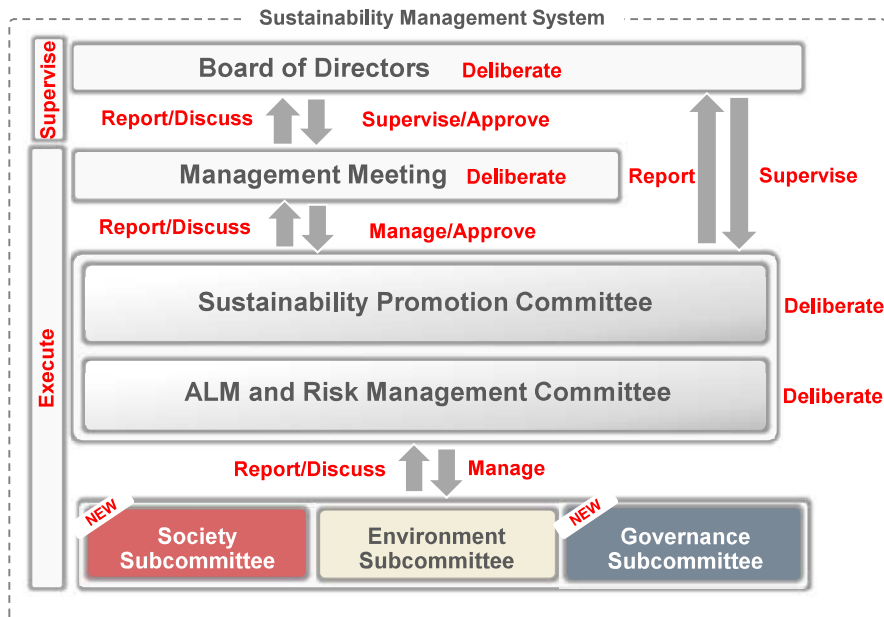 Sustainability Management System
Supervise
Board of Directors Deliberate
Report/Discuss Supervise/Approve
Execute
Management Meeting Deliberate
Report Supervise
Report/Discuss Manage/Approve
Sustainability Promotion Committee
Deliberate
ALM and Risk Management Committee
Deliberate
Report/Discuss Manage
NEW
Society
Subcommittee
Environment
Subcommittee
NEW
Governance
Subcommittee